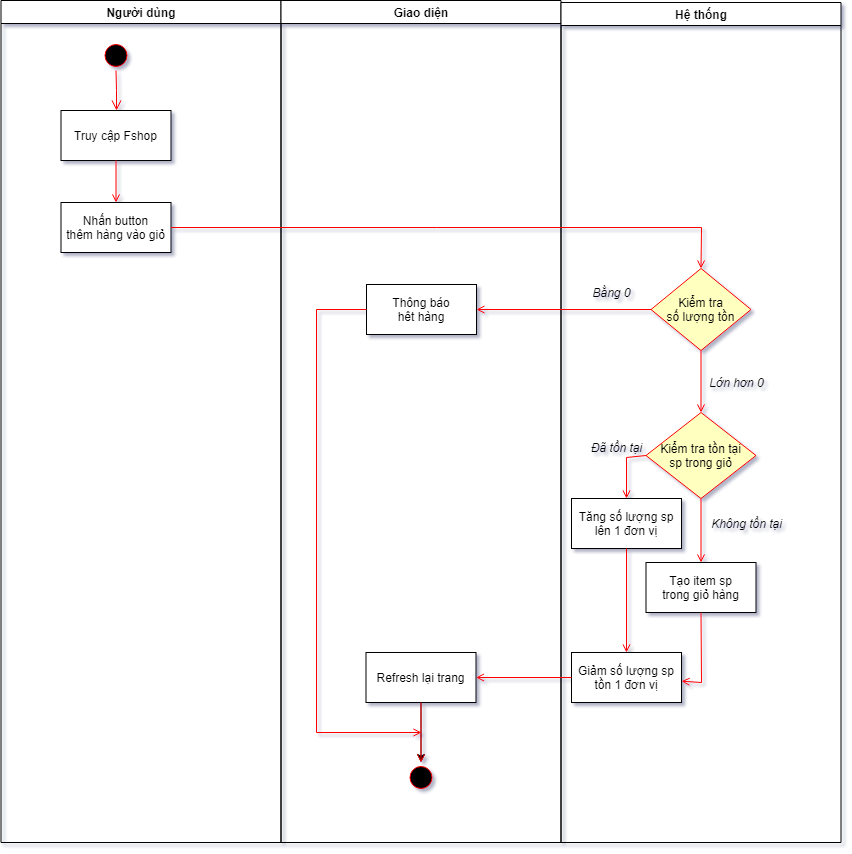 Người dùng
Giao diện
Hệ thống
Truy cập Fshop
Nhấn button
thêm hàng vào giỏ
Bằng 0
Kiểm tra
số lượng tồn
Thông báo
hêt hàng
Lớn hơn 0
Đã tồn tại
Kiểm tra tồn tại
sp trong giỏ
Tăng số lượng sp
lên 1 đơn vị
Không tồn tại
Tạo item sp
trong giỏ hàng
Refresh lại trang
Giảm số lượng sp
tồn 1 đơn vị